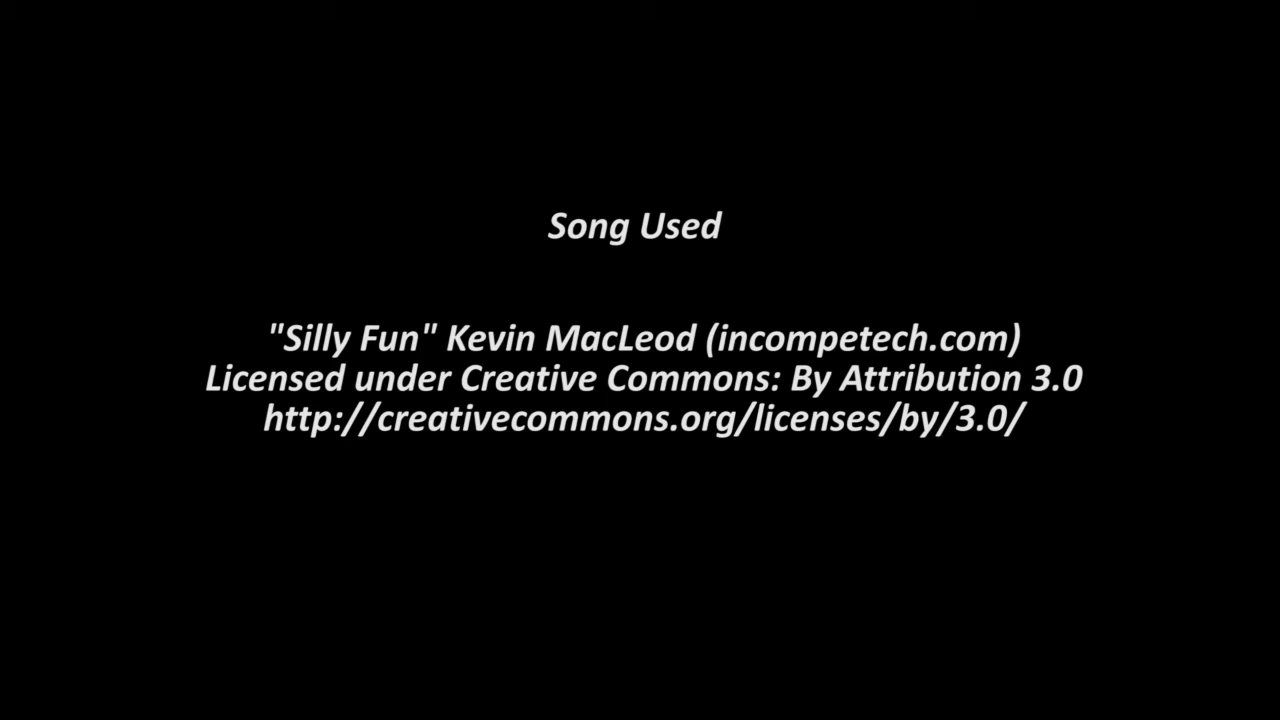 Song Used
"Silly Fun" Kevin MacLeod (incompetech.com)
Licensed under Creative Commons: By Attribution 3.0
http://creativecommons.org/licenses/by/3.0/